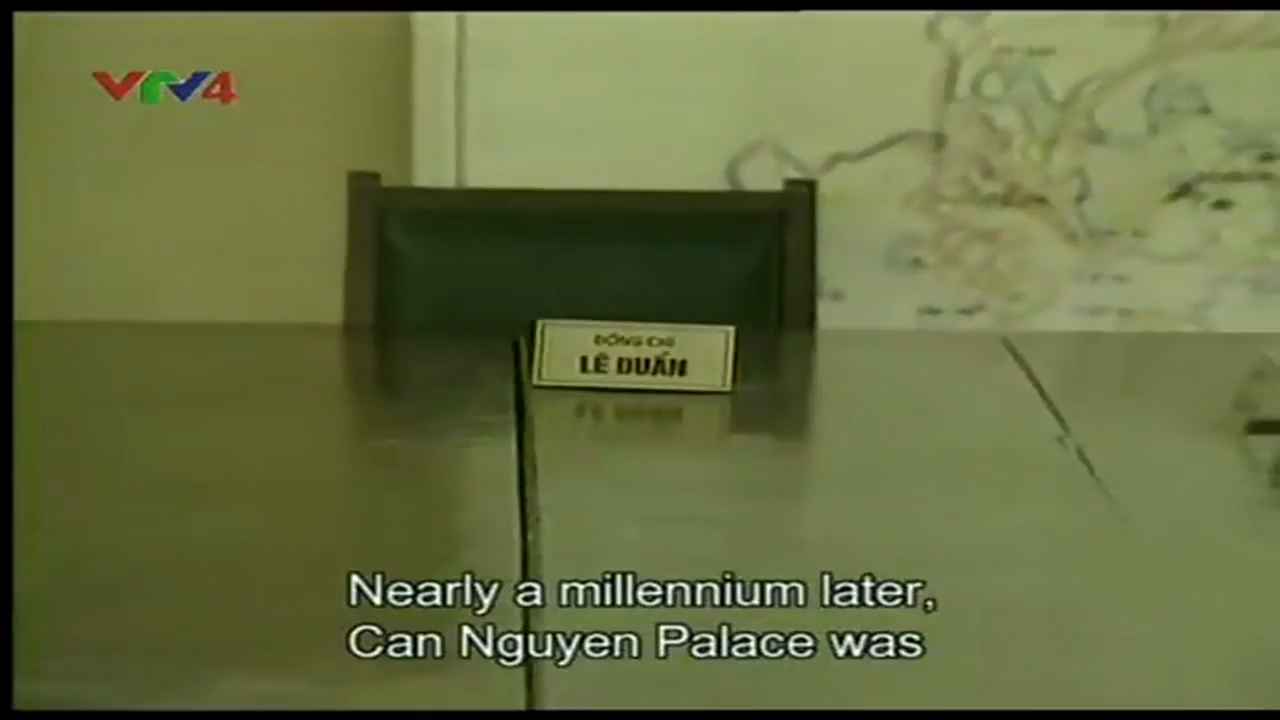 VTV4
ĐỒNG CHÍ
LÊ DUẨN
Nearly a millennium later,
Can Nguyen Palace was